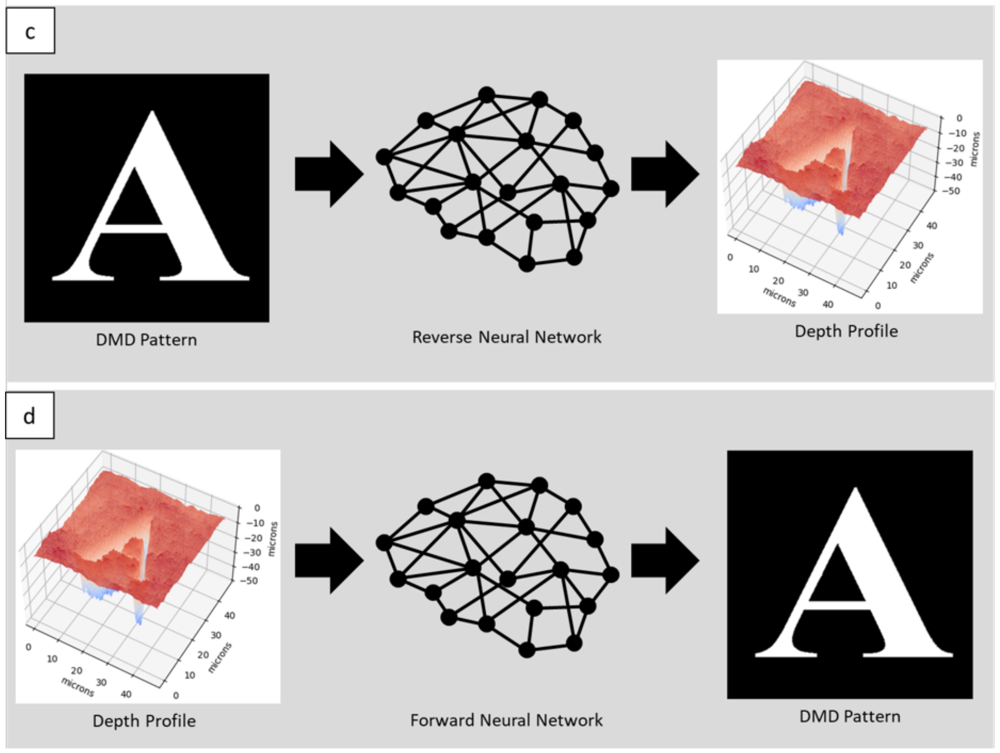 c
A
DMD Pattern
Reverse Neural Network
0
−10
−20
−30
−40
−50
microns
40
30
20
10
0
microns
0
10
20
30
40
microns
Depth Profile
d
0
−10
−20
−30
−40
−50
microns
40
30
20
10
0
microns
0
10
20
30
40
microns
Depth Profile
Forward Neural Network
A
DMD Pattern